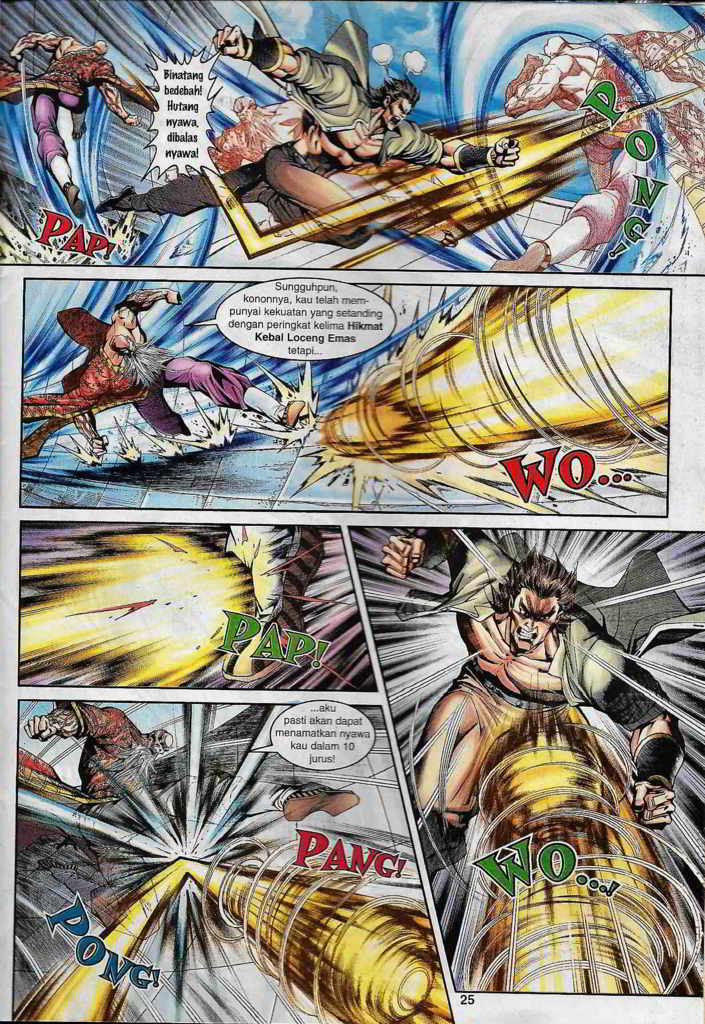 Binatang
bedebah!
Hutang
nyawa,
dibalas
nyawa!
PONG!
PAP!
Sungguhpun,
kononnya, kau telah mem-
punyai kekuatan yang setanding
dengan peringkat kelima Hikmat
Kebal Loceng Emas
tetapi...
WO...
PAP!
...aku
pasti akan dapat
menamatkan nyawa
kau dalam 10
jurus!
PANG!
PONG!
WO...!
25